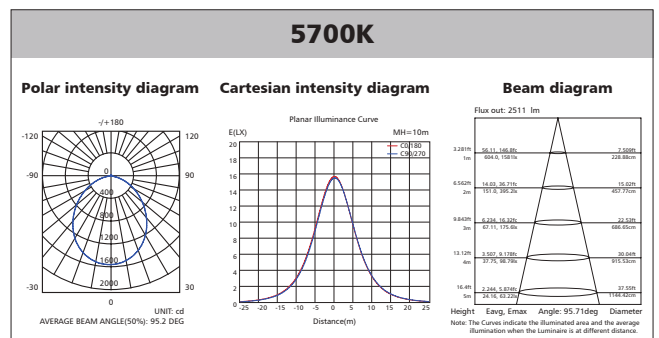 5700K
Polar intensity diagram
-/+180
-120
120
-90
90
-30
30
0
400
800
1200
1600
2000
0
UNIT: cd
AVERAGE BEAM ANGLE(50%): 95.2 DEG
Cartesian intensity diagram
Planar Illuminance Curve
E(LX)
MH=10m
C0/180
C90/270
20
18
16
14
12
10
8
6
4
2
0
-25 -20 -15 -10 -5 0 5 10 15 20 25
Distance(m)
Beam diagram
Flux out: 2511 lm
3.281ft 56.11, 146.8fc 7.509ft
1m 604.0, 1581lx 228.88cm
6.562ft 14.03, 36.71fc 15.02ft
2m 151.0, 395.2lx 457.77cm
9.843ft 6.234, 16.32fc 22.53ft
3m 67.11, 175.6lx 686.65cm
13.12ft 3.507, 9.178fc 30.04ft
4m 37.75, 98.79lx 915.53cm
16.4ft 2.244, 5.874fc 37.55ft
5m 24.16, 63.22lx 1144.42cm
Height Eavg, Emax Angle: 95.71deg Diameter
Note: The Curves indicate the illuminated area and the average
illumination when the Luminaire is at different distance.